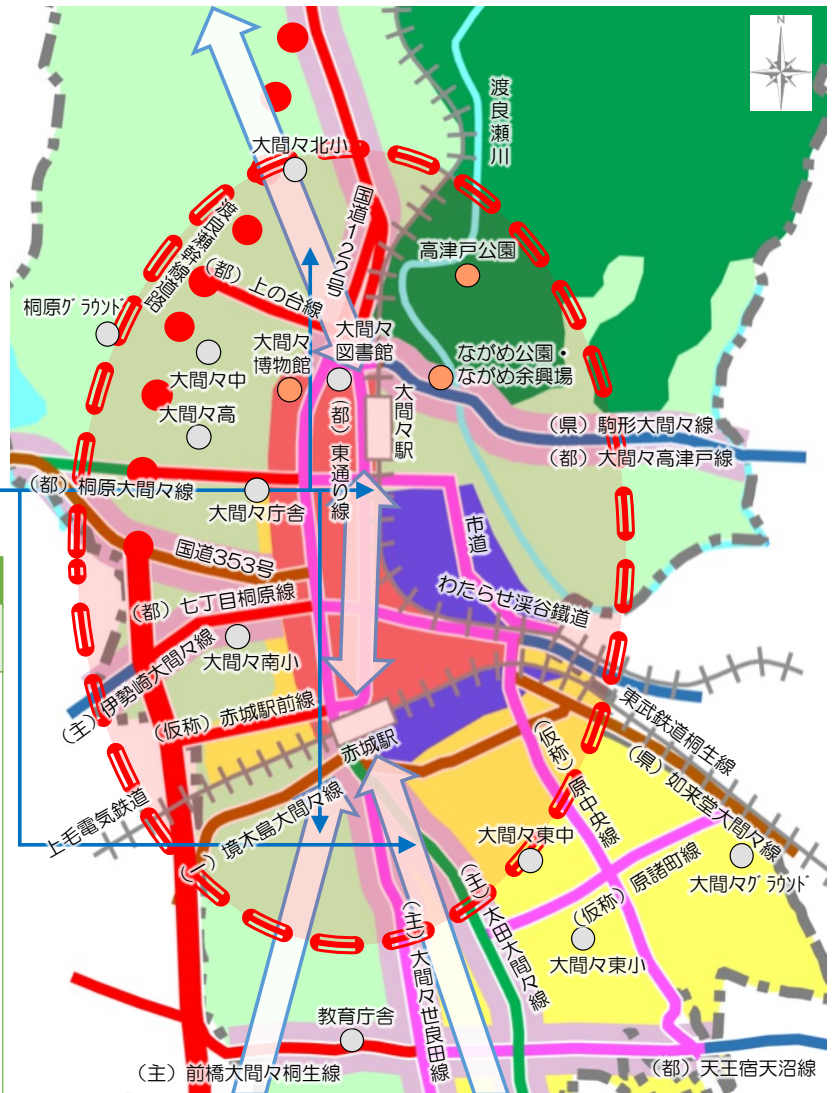 N
渡良瀬川
大間々北小
国道122号
渡良瀬幹線道路
高津戸公園
(都)上の台線
桐原グラウンド
大間々
図書館
大間々
博物館
ながめ公園・
ながめ余興場
大間々中
大間々駅
(都)東通り線
大間々高
(県)駒形大間々線
(都)大間々高津戸線
(都)桐原大間々線
大間々庁舎
市道
国道353号
わたらせ渓谷鐵道
(都)七丁目桐原線
大間々南小
(主)伊勢崎大間々線
(仮称)赤城駅前線
赤城駅
東武鉄道桐生線
(仮称)原中央線
(県)如来堂大間々線
上毛電気鉄道
(一)境木島大間々線
大間々東中
大間々グラウンド
(主)太田大間々線
(仮称)原諸町線
(主)大間々世良田線
大間々東小
教育庁舎
(主)前橋大間々桐生線
(都)天王宿天沼線